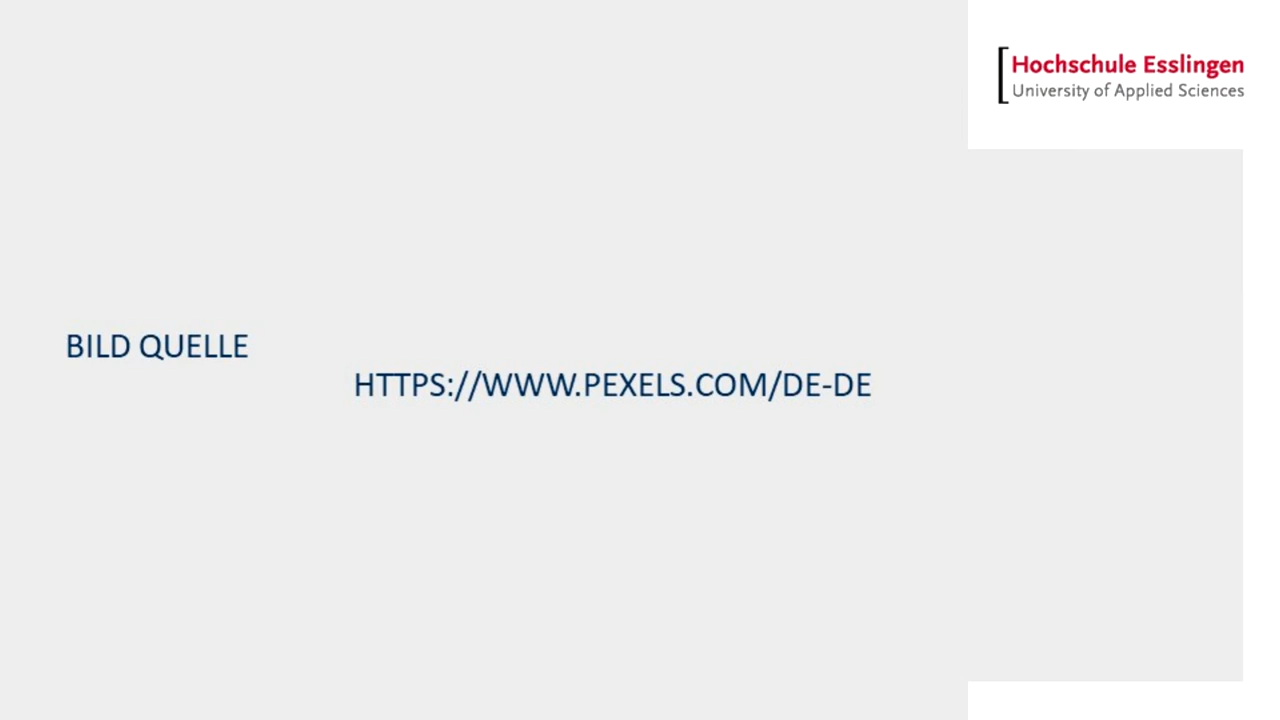 Hochschule Esslingen
University of Applied Sciences
BILD QUELLE
HTTPS://WWW.PEXELS.COM/DE-DE